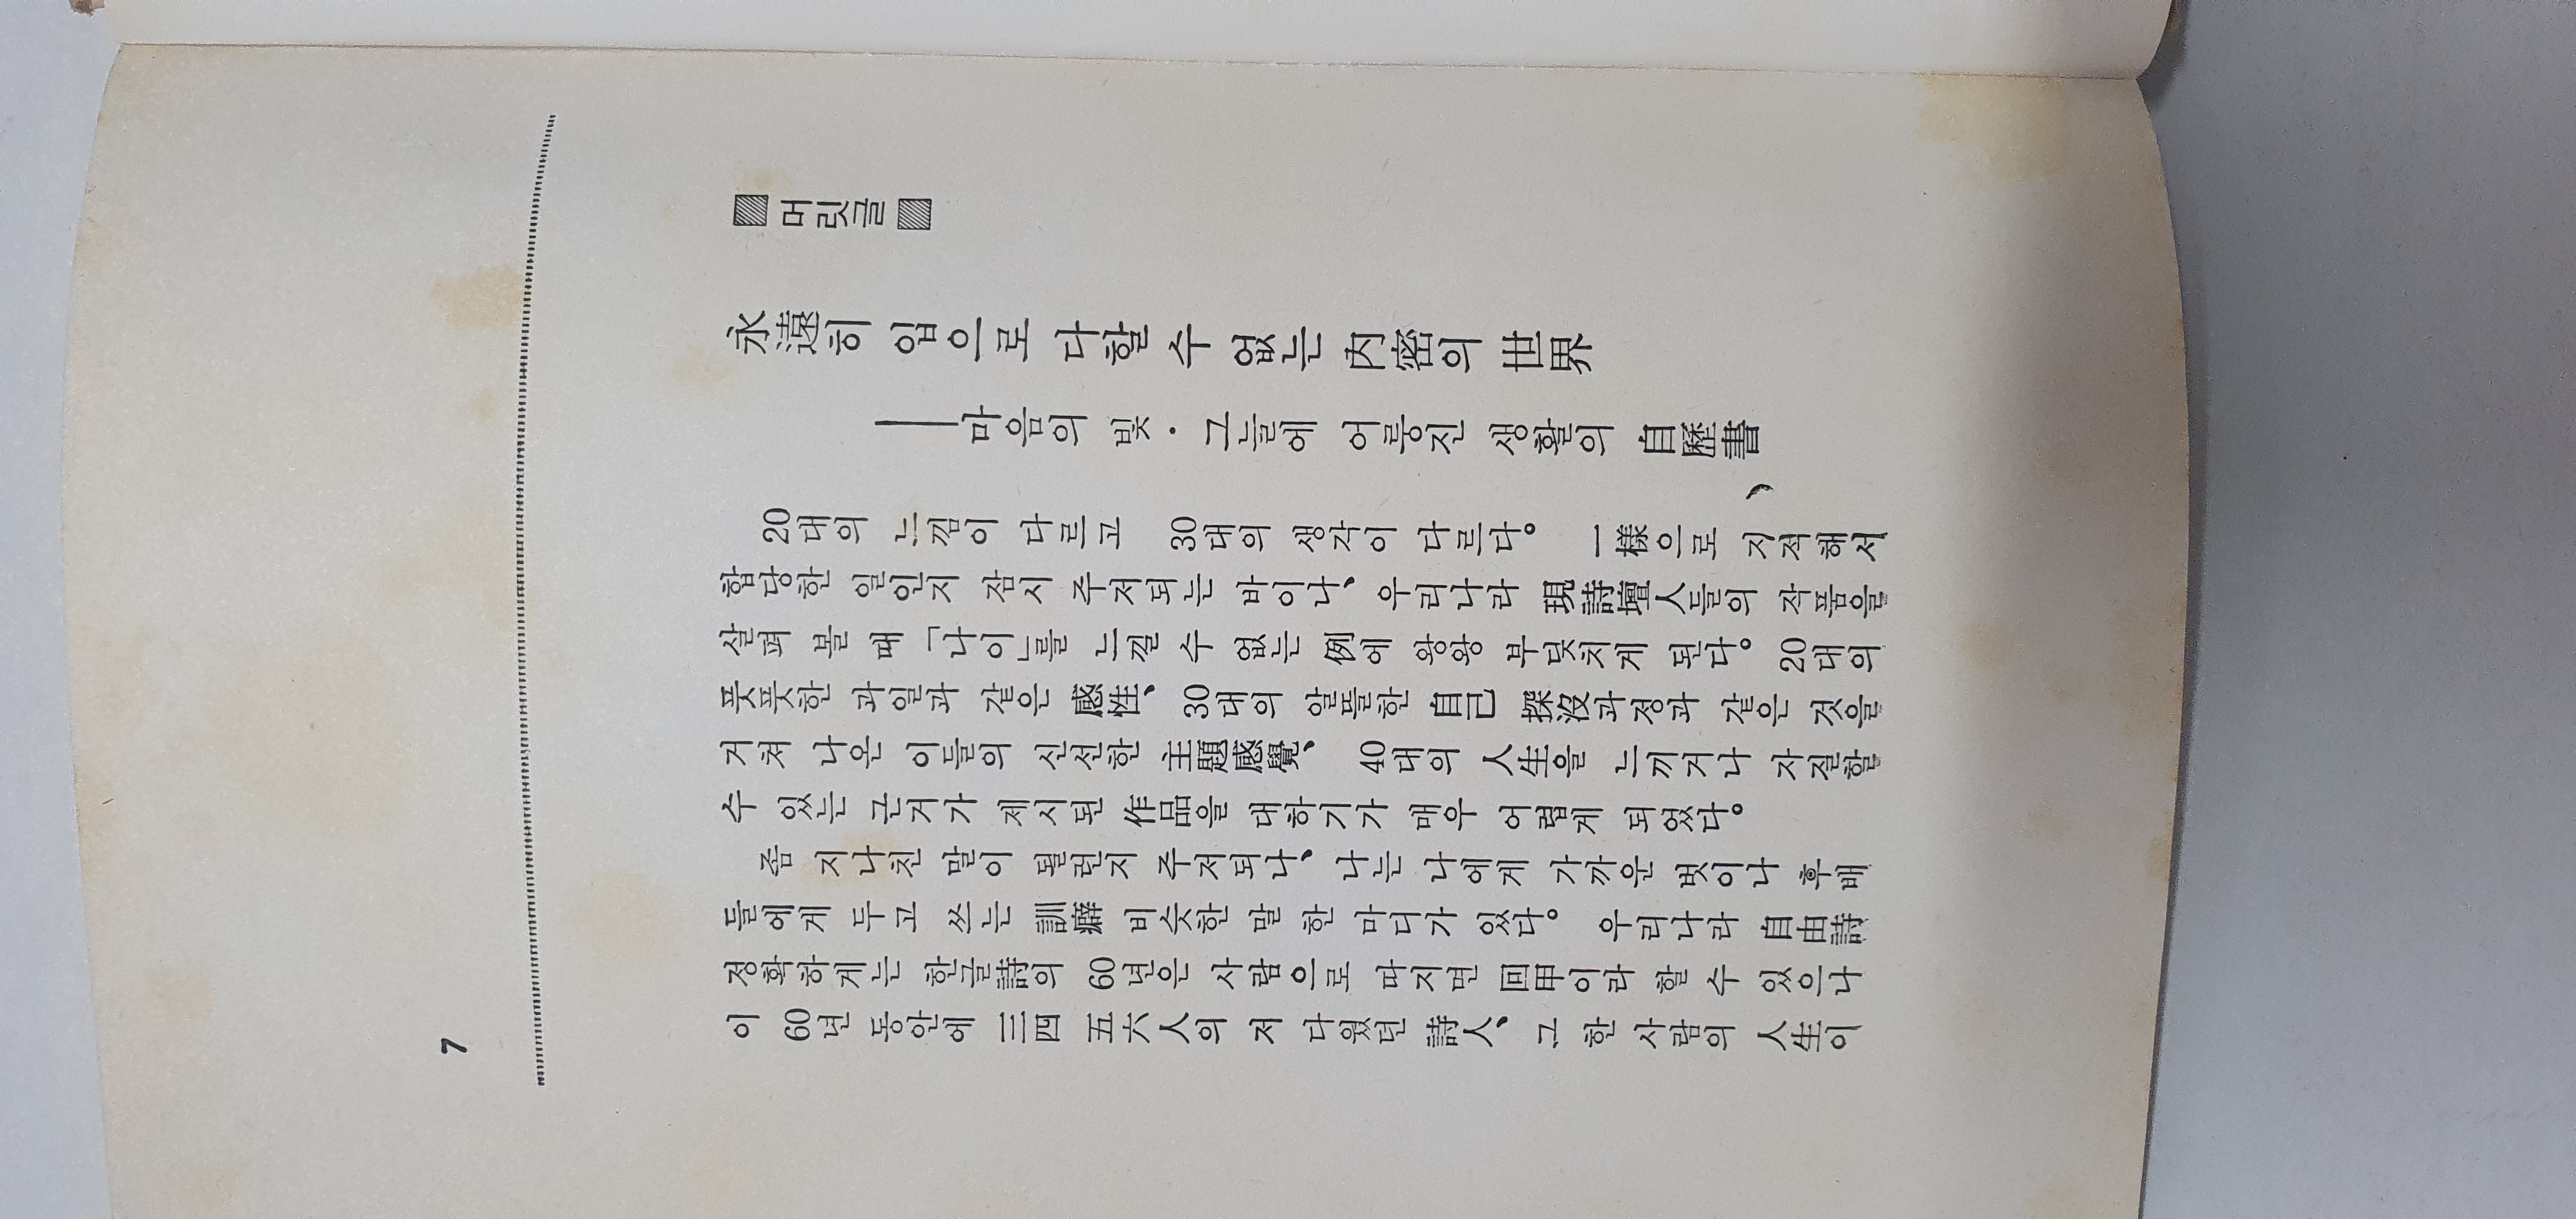 ▨ 머릿글 ▨
永遠히 입으로 다할 수 없는 內密의 世界
──마음의 빛·그늘에 어룽진 생활의 自歷書
20대의 느낌이 다르고 30대의 생각이 다르다。 一樣으로 지적해서
합당한 일인지 잠시 주저되는 바이나、우리나라 現詩壇人들의 작품을
살펴 볼 때 「나이」를 느낄 수 없는 例에 왕왕 부딪치게 된다。20대의
풋풋한 과일과 같은 感性、30대의 알뜰한 自己 探沒과정과 같은 것을
거쳐 나온 이들의 신선한 主題感覺、 40대의 人生을 느끼거나 자질할
수 있는 근거가 제시된 作品을 대하기가 매우 어렵게 되었다。
좀 지나친 말이 될런지 주저되나、나는 나에게 가까운 벗이나 후배
들에게 두고 쓰는 訓癖 비슷한 말 한 마디가 있다。 우리나라 自由詩
정확하게는 한글詩의 60년은 사람으로 따지면 回甲이라 할 수 있으나
이 60년 동안에 三四 五六人의 저 다웠던 詩人、그 한 사람의 人生이
7